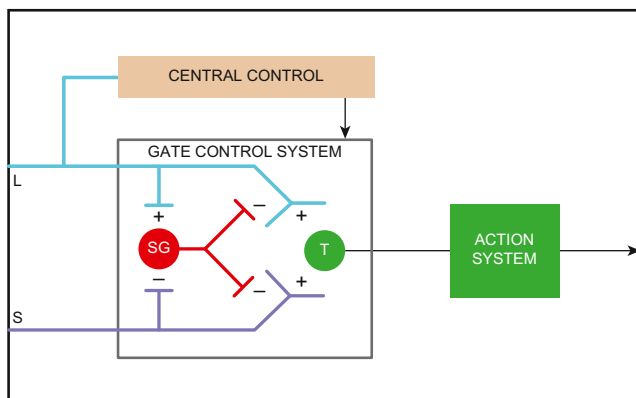 CENTRAL CONTROL
GATE CONTROL SYSTEM
L
+
–
+
SG
T
ACTION
SYSTEM
–
–
+
S